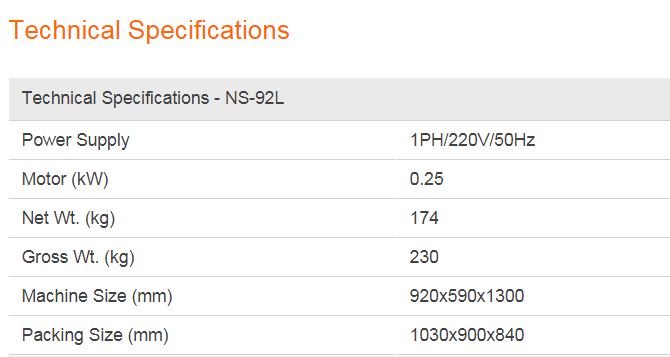 Technical Specifications
Technical Specifications - NS-92L
Power Supply 1PH/220V/50Hz
Motor (kW) 0.25
Net Wt. (kg) 174
Gross Wt. (kg) 230
Machine Size (mm) 920x590x1300
Packing Size (mm) 1030x900x840